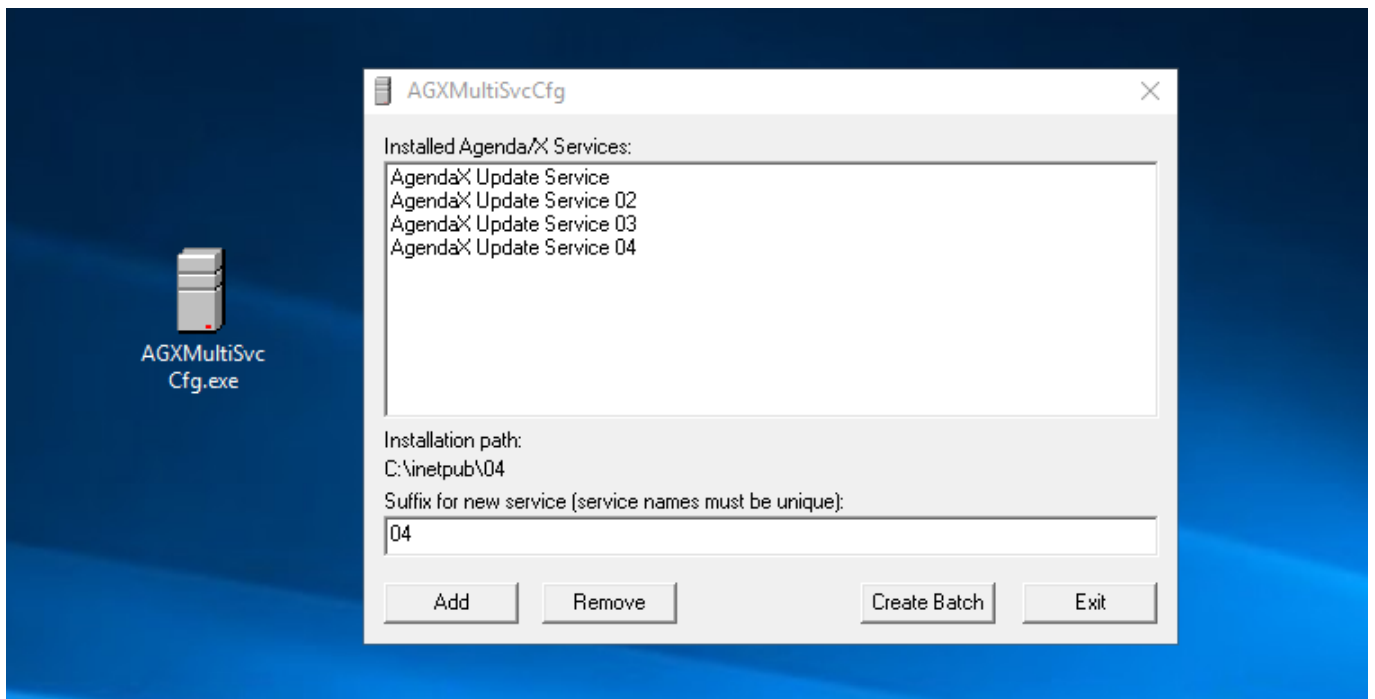 AGXMultiSvcCfg
Installed Agenda/X Services:
AgendaX Update Service
AgendaX Update Service 02
AgendaX Update Service 03
AgendaX Update Service 04
AGXMultiSvc
Cfg.exe
Installation path:
C:\inetpub\04
Suffix for new service (service names must be unique):
04
Add
Remove
Create Batch
Exit